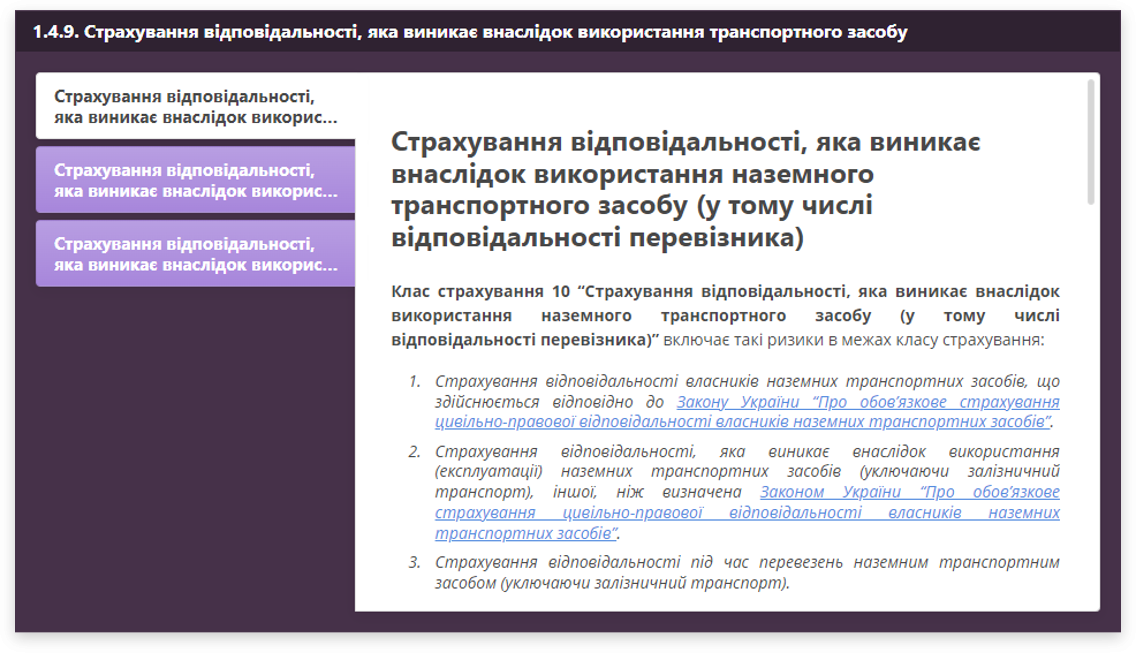 1.4.9. Страхування відповідальності, яка виникає внаслідок використання транспортного засобу
Страхування відповідальності,
яка виникає внаслідок викорис...
Страхування відповідальності,
яка виникає внаслідок викорис...
Страхування відповідальності,
яка виникає внаслідок викорис...
Страхування відповідальності, яка виникає
внаслідок використання наземного
транспортного засобу (у тому числі
відповідальності перевізника)
Клас страхування 10 “Страхування відповідальності, яка виникає внаслідок
використання наземного транспортного засобу (у тому числі
відповідальності перевізника)” включає такі ризики в межах класу страхування:
1. Страхування відповідальності власників наземних транспортних засобів, що
здійснюється відповідно до Закону України “Про обов’язкове страхування
цивільно-правової відповідальності власників наземних транспортних засобів”.
2. Страхування відповідальності, яка виникає внаслідок використання
(експлуатації) наземних транспортних засобів (уключаючи залізничний
транспорт), іншої, ніж визначена Законом України “Про обов’язкове
страхування цивільно-правової відповідальності власників наземних
транспортних засобів”.
3. Страхування відповідальності під час перевезень наземним транспортним
засобом (уключаючи залізничний транспорт).